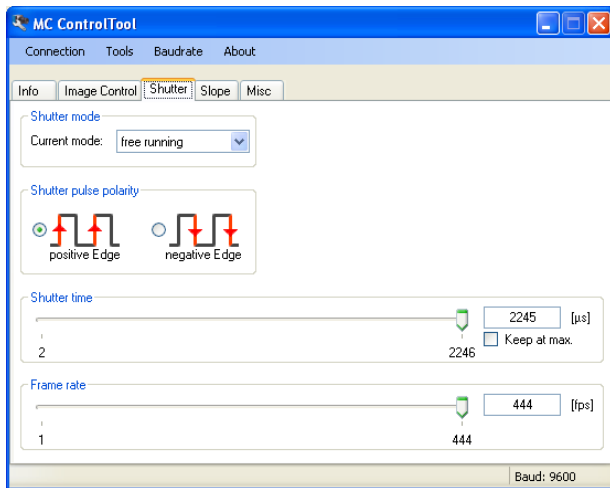 MC ControlTool
Connection Tools Baudrate About
Info Image Control Shutter Slope Misc
Shutter mode
Current mode: free running
Shutter pulse polarity
positive Edge negative Edge
Shutter time
2245 [µs]
Keep at max.
2 2246
Frame rate
444 [fps]
1 444
Baud: 9600